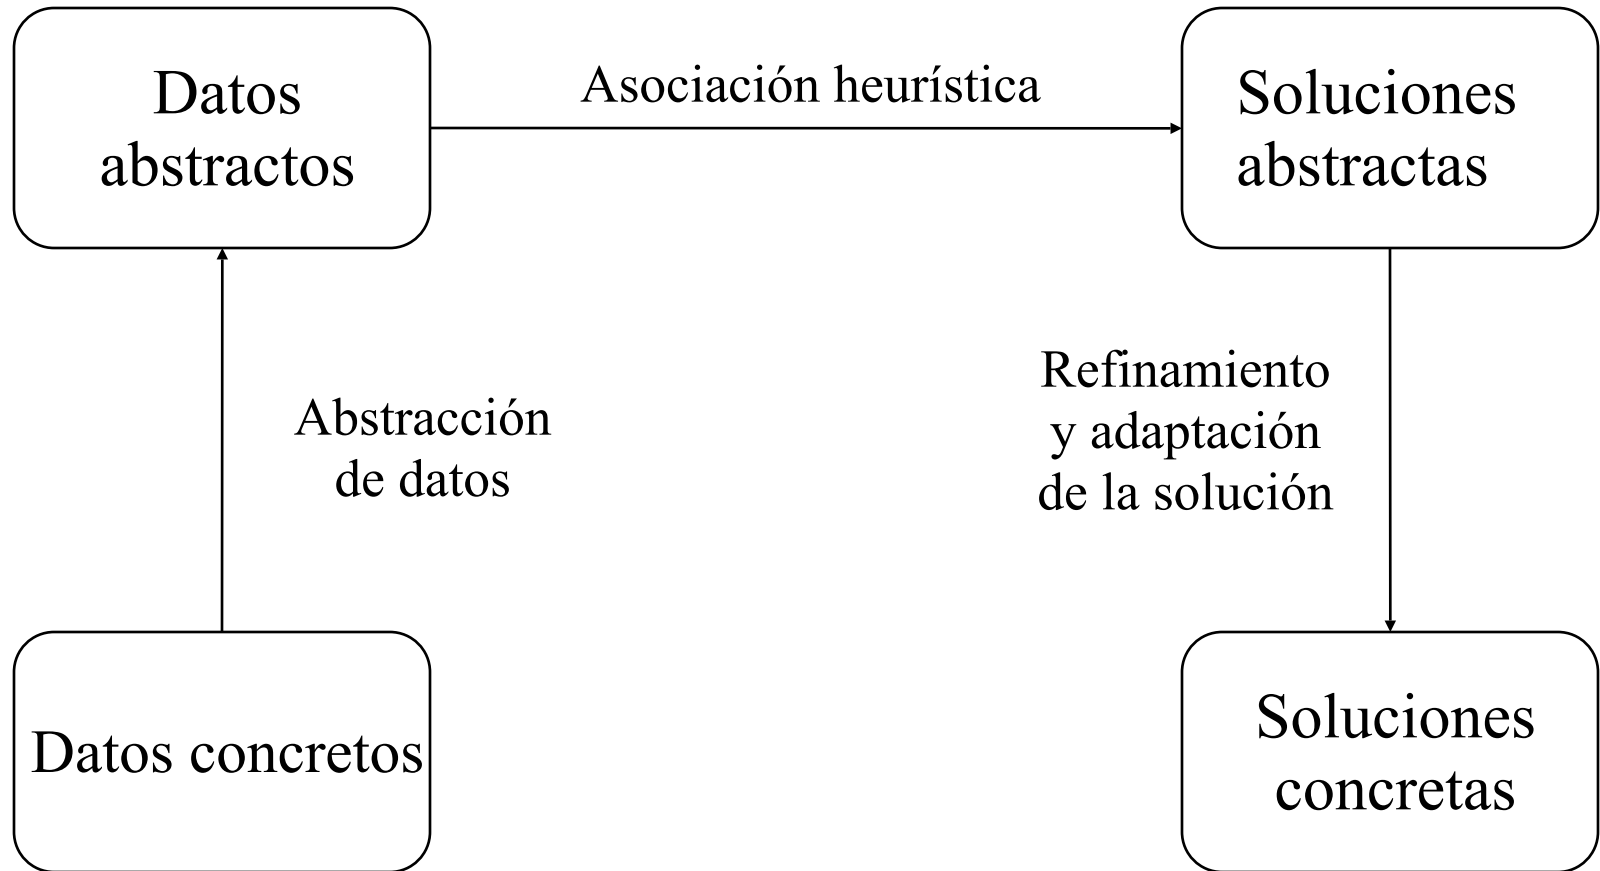 Datos
abstractos
Asociación heurística
Soluciones
abstractas
Abstracción
de datos
Refinamiento
y adaptación
de la solución
Datos concretos
Soluciones
concretas